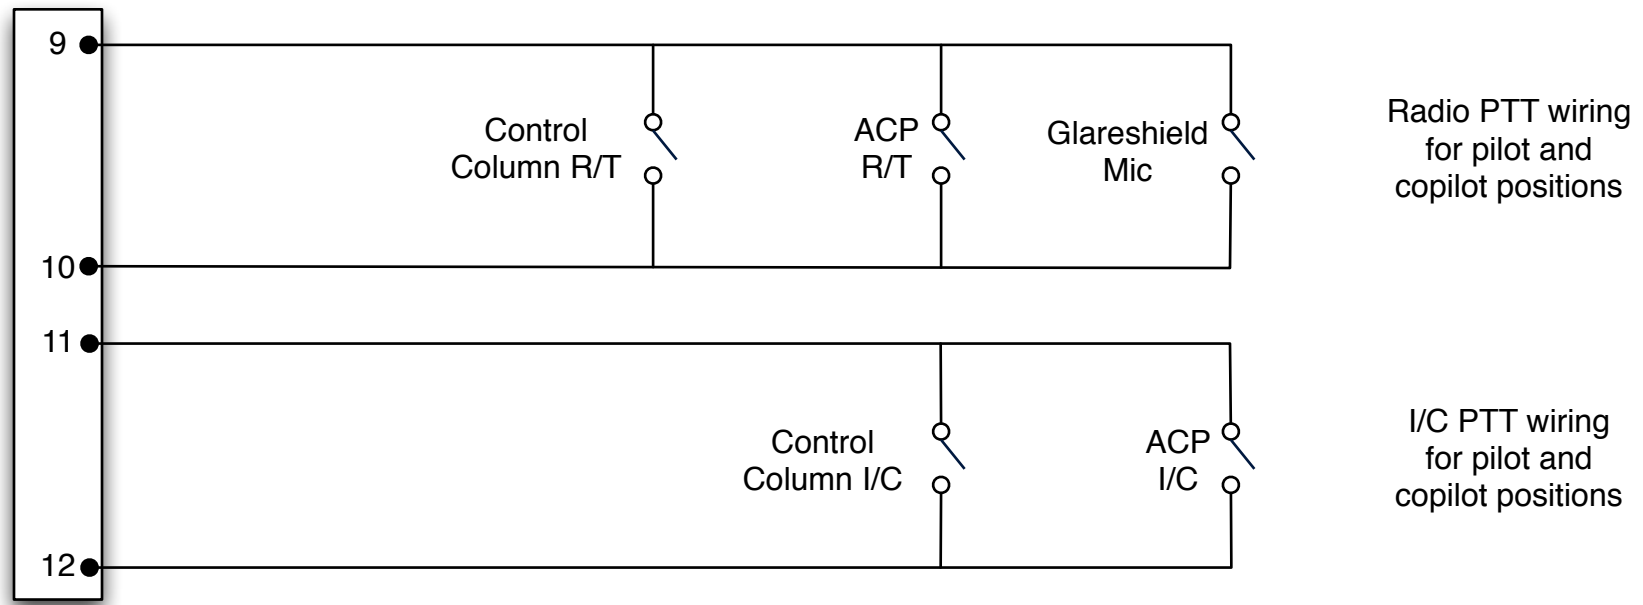 9
Control
Column R/T
ACP
R/T
Glareshield
Mic
Radio PTT wiring
for pilot and
copilot positions
10
11
Control
Column I/C
ACP
I/C
I/C PTT wiring
for pilot and
copilot positions
12